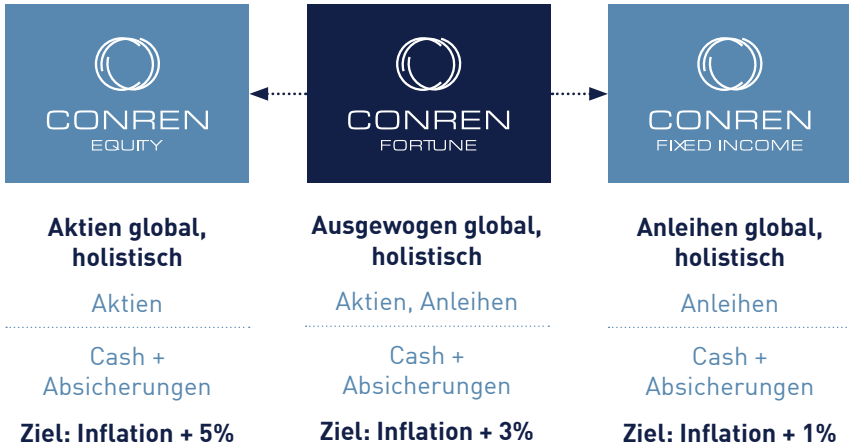 CONREN
EQUITY
CONREN
FORTUNE
CONREN
FIXED INCOME
Aktien global,
holistisch
Aktien
Cash +
Absicherungen
Ziel: Inflation + 5%
Ausgewogen global,
holistisch
Aktien, Anleihen
Cash +
Absicherungen
Ziel: Inflation + 3%
Anleihen global,
holistisch
Anleihen
Cash +
Absicherungen
Ziel: Inflation + 1%